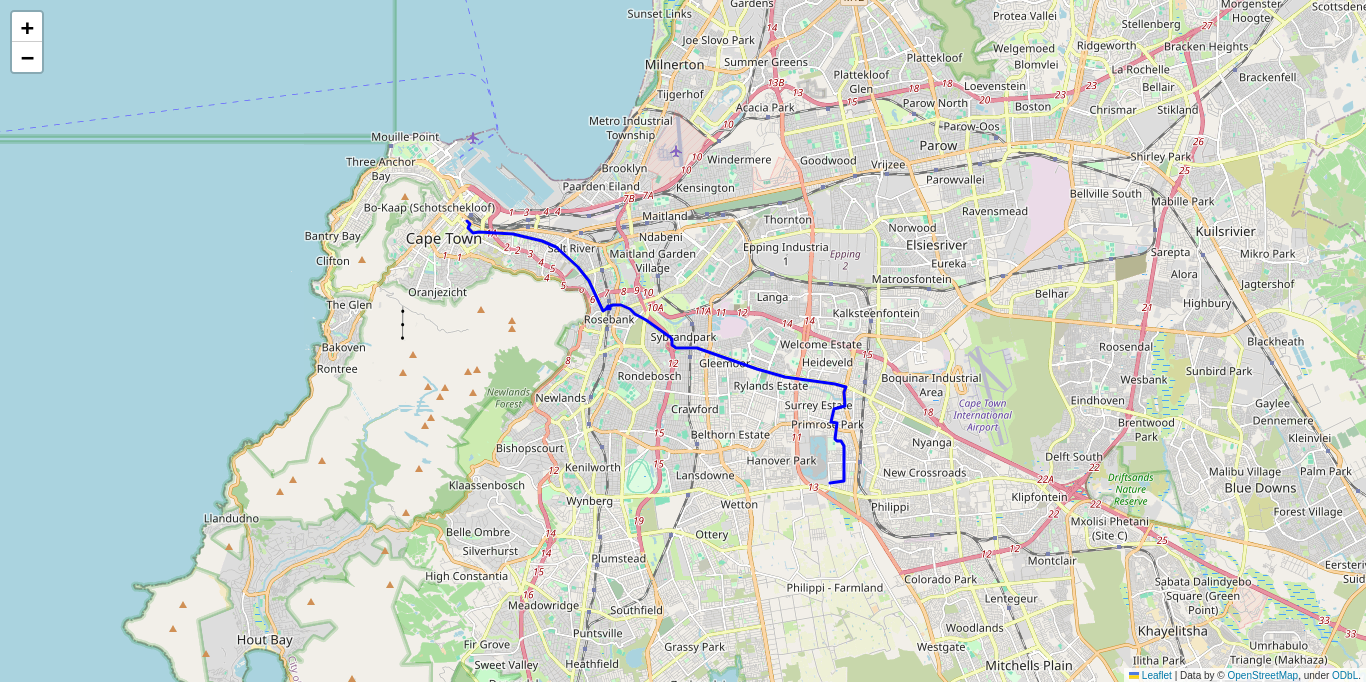 +
−
Sunset Links
Gardens
Morgenster
Hoogte
Scottsdene
Protea Vallei
Stellenberg
Joe Slovo Park
Summer Greens
Welgemoed
Blomvlei
Ridgeworth
Bracken Heights
Milnerton
Plattekloof
Plattekloof
Glen
La Rochelle
Brackenfell
Tijgerhof
Loevenstein
Bellair
Acacia Park
Parow North
Boston
Chrismar
Stikland
Metro Industrial
Township
Parow-Oos
Mouille Point
Parow
Three Anchor
Bay
Brooklyn
Windermere
Goodwood
Vrijzee
Shirley Park
Paarden Eiland
Kensington
Parowvallei
Bellville South
Mabille Park
Bo-Kaap (Schotschekloof)
Maitland
Thornton
Ravensmead
Bantry Bay
Cape Town
Salt River
Ndabeni
Norwood
Kuilsrivier
Clifton
Maitland Garden
Village
Epping Industria
1
Epping
2
Elsiesrivier
Eureka
Sarepta
Mikro Park
Oranjezicht
Langa
Matroosfontein
Belhar
Alora
Jagtershof
The Glen
Rosebank
Kalksteenfontein
Highbury
Bakoven
Sybrandpark
Welcome Estate
Roosendal
Blackheath
Rontree
Gleemoor
Heideveld
Rondebosch
Rylands Estate
Boquinar Industrial
Area
Wesbank
Sunbird Park
Newlands
Forest
Newlands
Crawford
Surrey Estate
Cape Town
International
Airport
Eindhoven
Gaylee
Dennemere
Primrose Park
Brentwood
Park
Kleinvlei
Belthorn Estate
Bishopscourt
Nyanga
Hanover Park
Delft South
Kenilworth
Lansdowne
New Crossroads
Malibu Village
Palm Park
Klaassenbosch
Driftsands
Nature
Reserve
Blue Downs
Wynberg
Wetton
Philippi
Klipfontein
Forest Village
Llandudno
Belle Ombre
Ottery
Mxolisi Phetani
(Site C)
Silverhurst
Plumstead
Montclair
High Constantia
Philippi - Farmland
Colorado Park
Sabata Dalindyebo
Square (Green
Point)
Meadowridge
Southfield
Lentegeur
Hout Bay
Puntsville
Woodlands
Khayelitsha
Fir Grove
Grassy Park
Westgate
Umrhabulo
Triangle (Makhaza)
Sweet Valley
Heathfield
Mitchells Plain
Ilitha Park
Leaflet | Data by © OpenStreetMap, under ODbL.